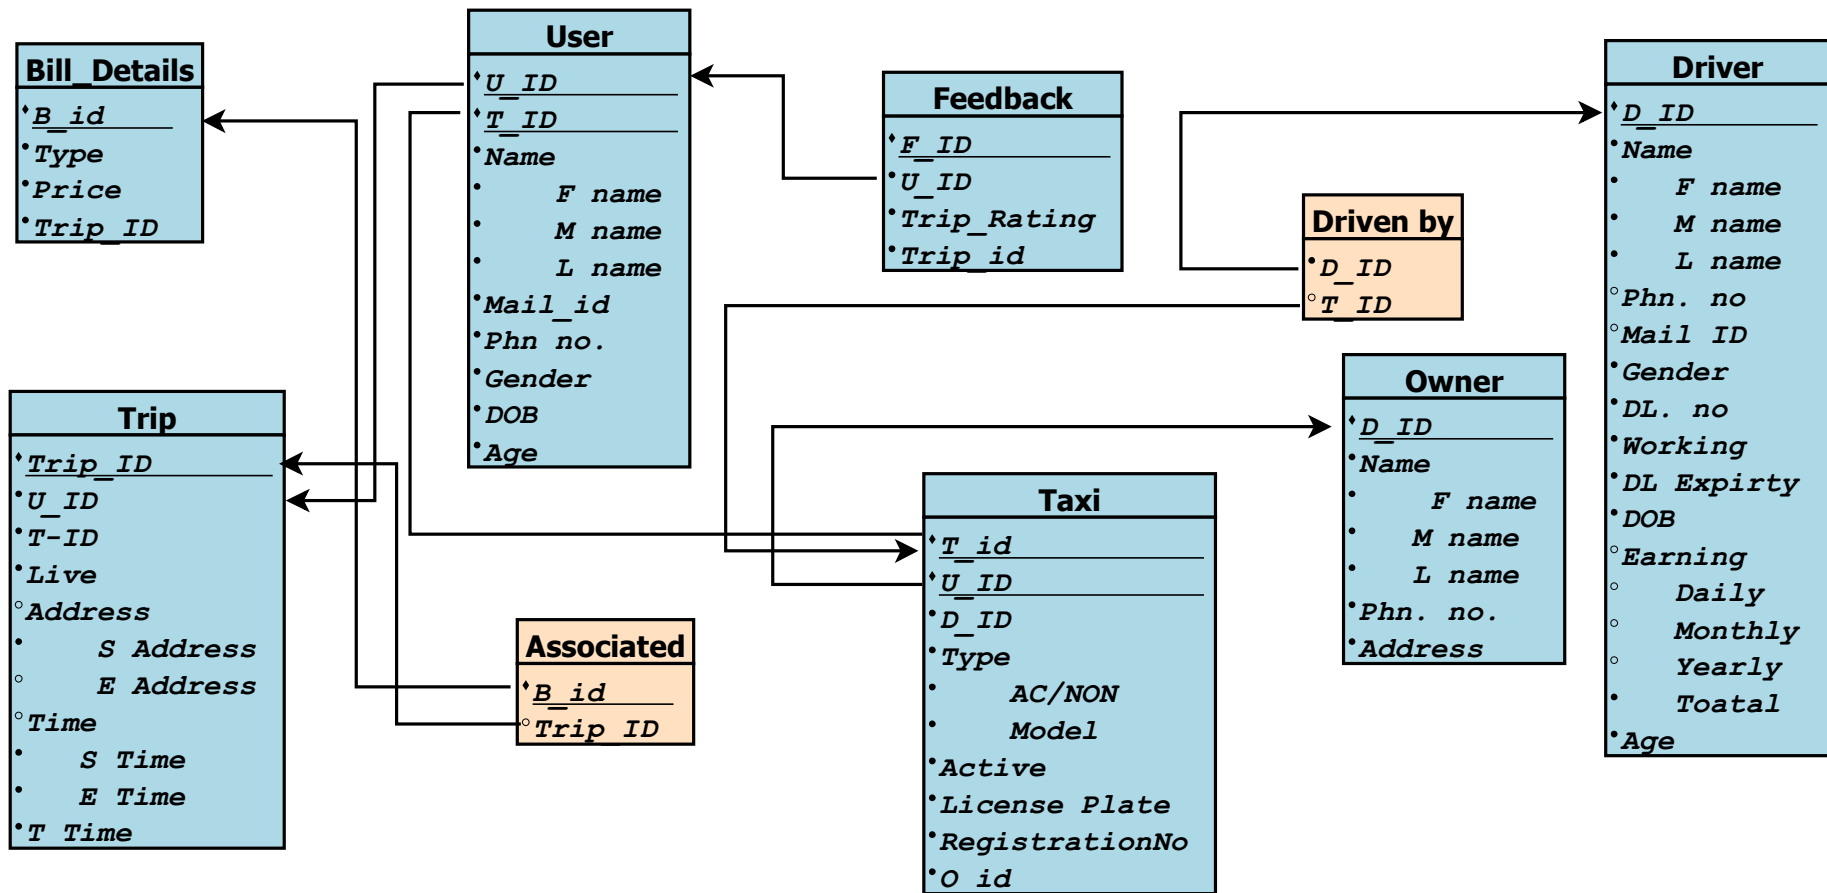 Bill_Details
B_id
Type
Price
Trip_ID
User
U_ID
T_ID
Name
F name
M name
L name
Mail_id
Phn no.
Gender
DOB
Age
Feedback
F_ID
U_ID
Trip_Rating
Trip_id
Driven by
D_ID
T_ID
Driver
D_ID
Name
F name
M name
L name
Phn. no
Mail ID
Gender
DL. no
Working
DL Expirty
DOB
Earning
Daily
Monthly
Yearly
Toatal
Age
Owner
D_ID
Name
F name
M name
L name
Phn. no.
Address
Trip
Trip_ID
U_ID
T-ID
Live
Address
S Address
E Address
Time
S Time
E Time
T Time
Associated
B_id
Trip_ID
Taxi
T_id
U_ID
D_ID
Type
AC/NON
Model
Active
License Plate
RegistrationNo
O_id